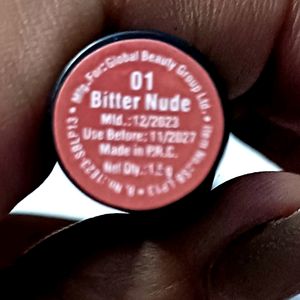 Mfg. For: Global Beauty Group Ltd.
01
Bitter Nude
Mfd.:12/2023
Use Before: 11/2027
Made in P.R.C.
Net Qty.: 1.2 g